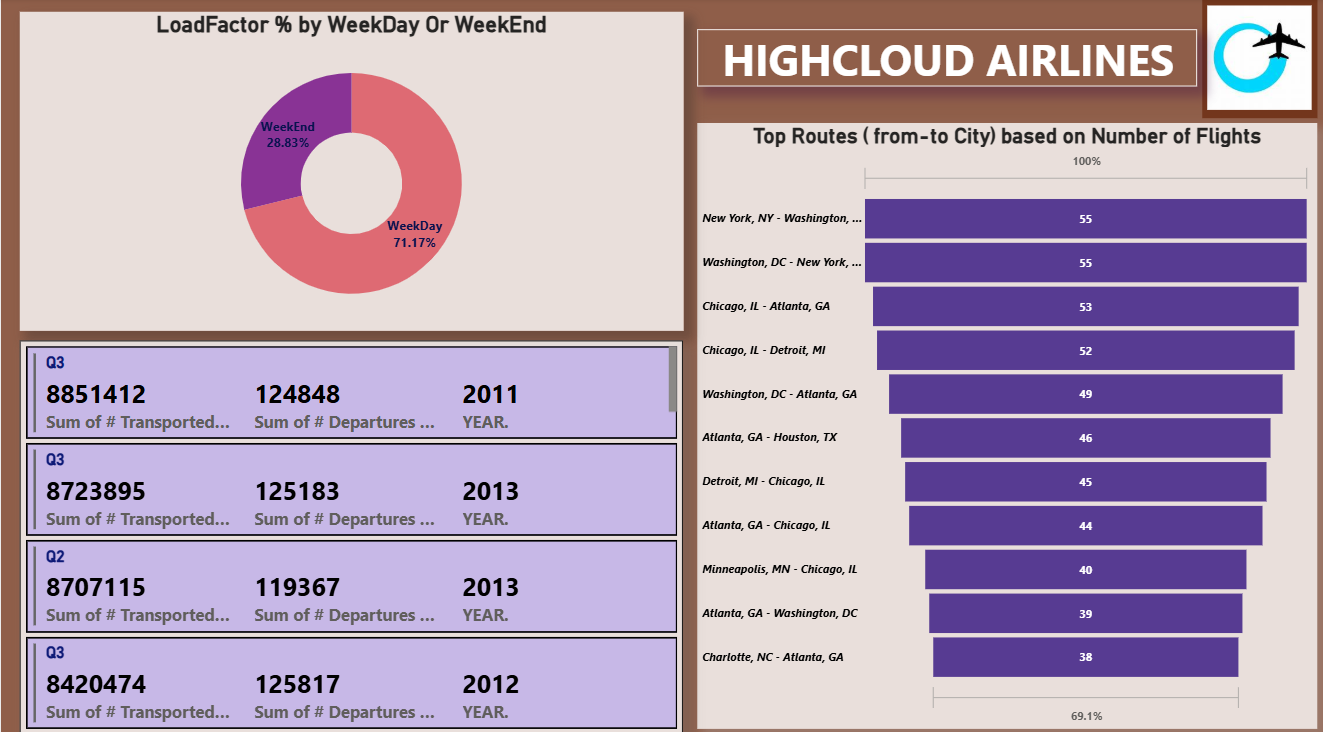 LoadFactor % by WeekDay Or WeekEnd
WeekEnd
28.83%
WeekDay
71.17%
Q3
8851412 124848 2011
Sum of # Transported... Sum of # Departures ... YEAR.
Q3
8723895 125183 2013
Sum of # Transported... Sum of # Departures ... YEAR.
Q2
8707115 119367 2013
Sum of # Transported... Sum of # Departures ... YEAR.
Q3
8420474 125817 2012
Sum of # Transported... Sum of # Departures ... YEAR.
HIGHCLOUD AIRLINES
Top Routes ( from-to City) based on Number of Flights
100%
New York, NY - Washington, ... 55
Washington, DC - New York, ... 55
Chicago, IL - Atlanta, GA 53
Chicago, IL - Detroit, MI 52
Washington, DC - Atlanta, GA 49
Atlanta, GA - Houston, TX 46
Detroit, MI - Chicago, IL 45
Atlanta, GA - Chicago, IL 44
Minneapolis, MN - Chicago, IL 40
Atlanta, GA - Washington, DC 39
Charlotte, NC - Atlanta, GA 38
69.1%